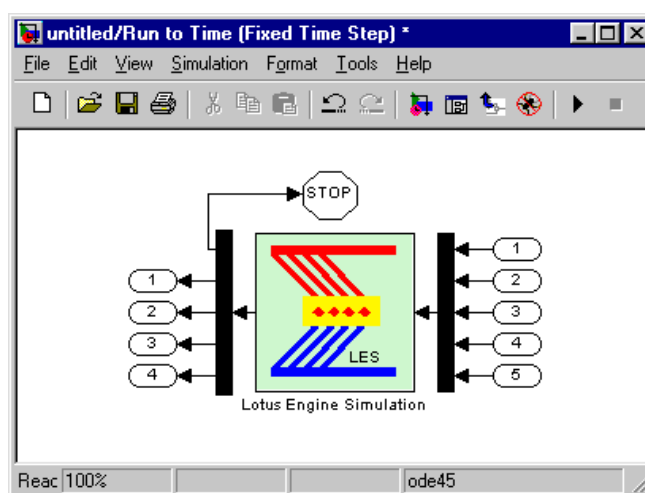 untitled/Run to Time (Fixed Time Step) *
File Edit View Simulation Format Tools Help
STOP
1 1
2 2
3 3
4 4
5
LES
Lotus Engine Simulation
Reac 100% ode45